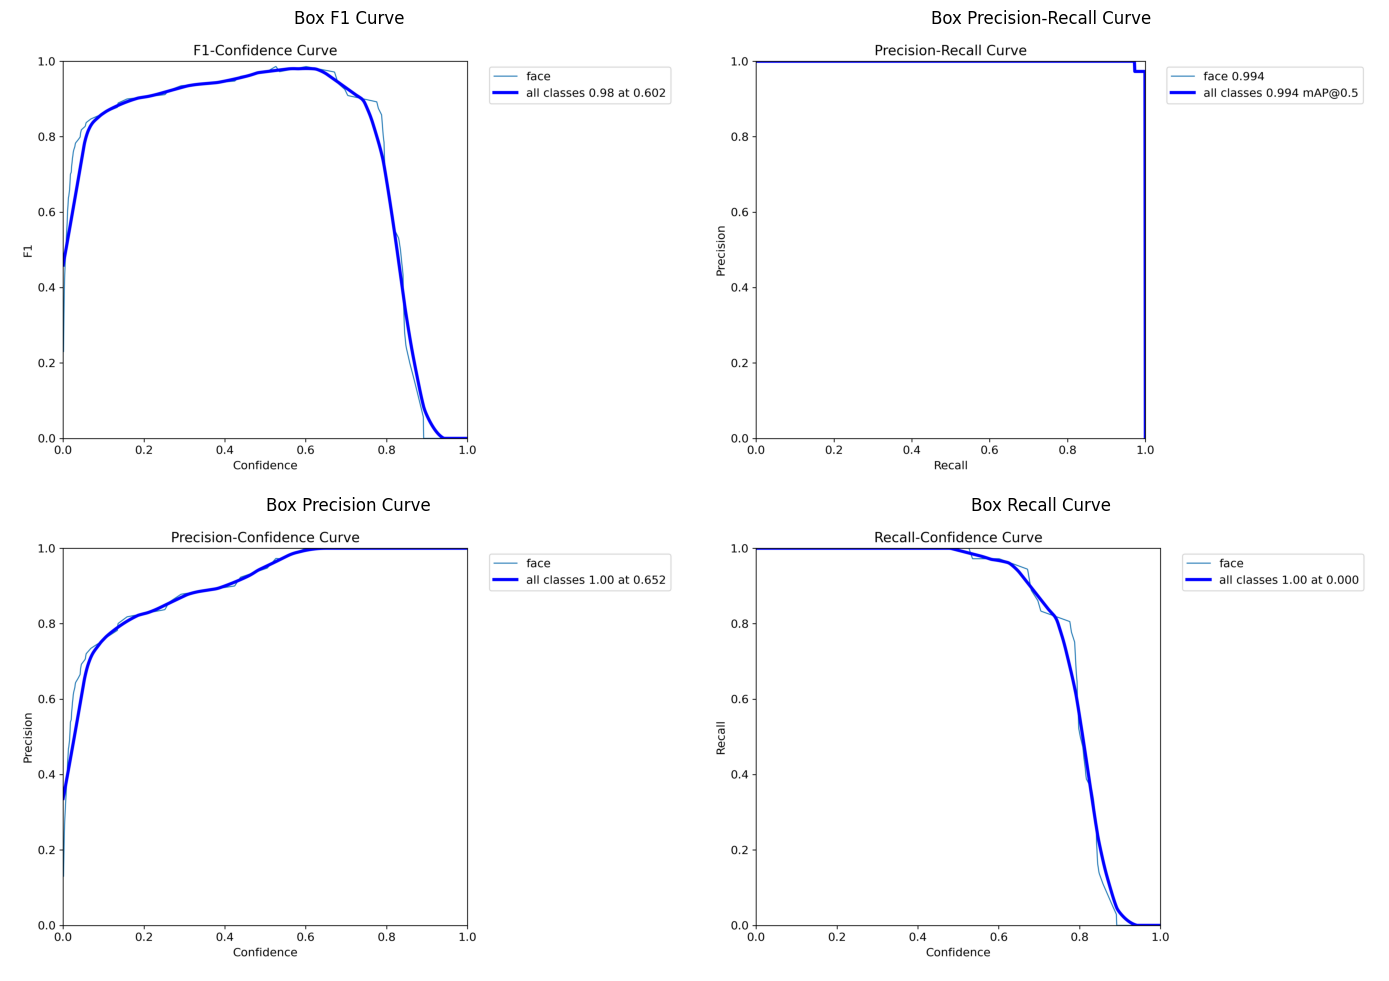 Box F1 Curve
F1-Confidence Curve
1.0
0.8
0.6
0.4
0.2
0.0
F1
0.0 0.2 0.4 0.6 0.8 1.0
Confidence
face
all classes 0.98 at 0.602
Box Precision-Recall Curve
Precision-Recall Curve
1.0
0.8
0.6
0.4
0.2
0.0
Precision
0.0 0.2 0.4 0.6 0.8 1.0
Recall
face 0.994
all classes 0.994 mAP@0.5
Box Precision Curve
Precision-Confidence Curve
1.0
0.8
0.6
0.4
0.2
0.0
Precision
0.0 0.2 0.4 0.6 0.8 1.0
Confidence
face
all classes 1.00 at 0.652
Box Recall Curve
Recall-Confidence Curve
1.0
0.8
0.6
0.4
0.2
0.0
Recall
0.0 0.2 0.4 0.6 0.8 1.0
Confidence
face
all classes 1.00 at 0.000